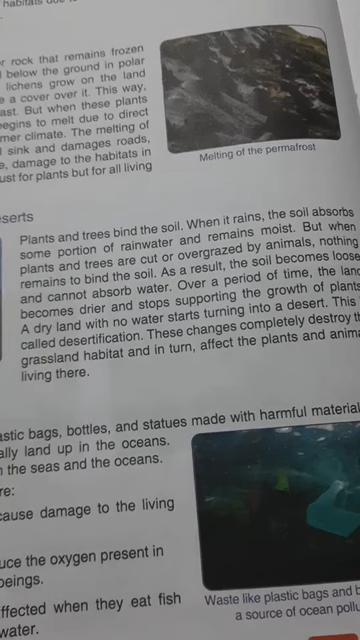 habitats due to
r rock that remains frozen
l below the ground in polar
lichens grow on the land
e a cover over it. This way,
ast. But when these plants
egins to melt due to direct
mer climate. The melting of
l sink and damages roads,
e, damage to the habitats in
ust for plants but for all living
Melting of the permafrost
serts
Plants and trees bind the soil. When it rains, the soil absorbs
some portion of rainwater and remains moist. But when
plants and trees are cut or overgrazed by animals, nothing
remains to bind the soil. As a result, the soil becomes loose
and cannot absorb water. Over a period of time, the land
becomes drier and stops supporting the growth of plants
A dry land with no water starts turning into a desert. This
called desertification. These changes completely destroy th
grassland habitat and in turn, affect the plants and anima
living there.
astic bags, bottles, and statues made with harmful material
ally land up in the oceans.
n the seas and the oceans.
re:
cause damage to the living
uce the oxygen present in
beings.
ffected when they eat fish
water.
Waste like plastic bags and b
a source of ocean pollu